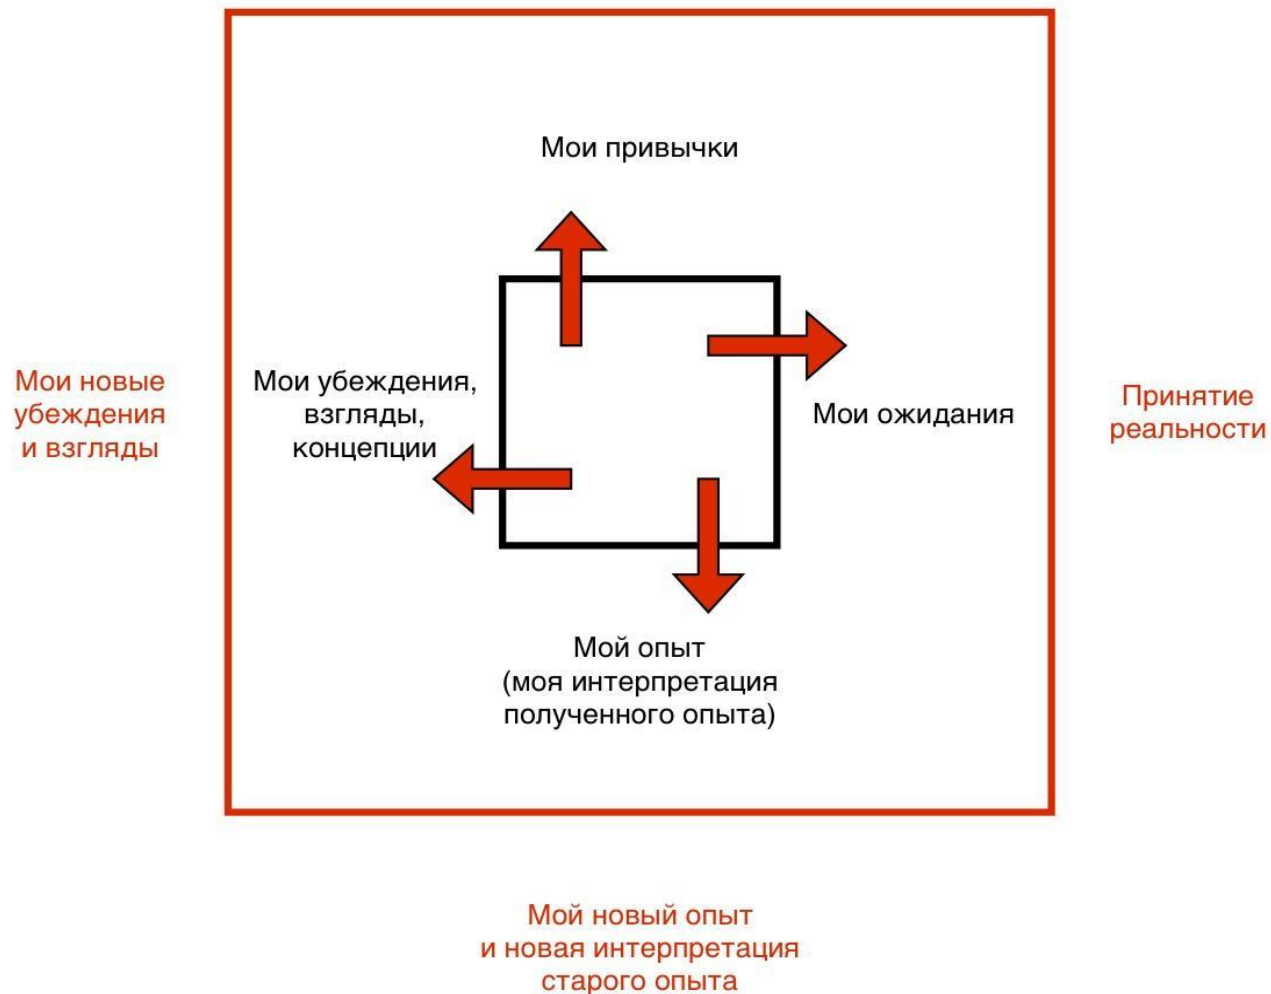 Мои привычки
Мои новые
убеждения
и взгляды
Мои убеждения,
взгляды,
концепции
Мои ожидания
Принятие
реальности
Мой опыт
(моя интерпретация
полученного опыта)
Мой новый опыт
и новая интерпретация
старого опыта